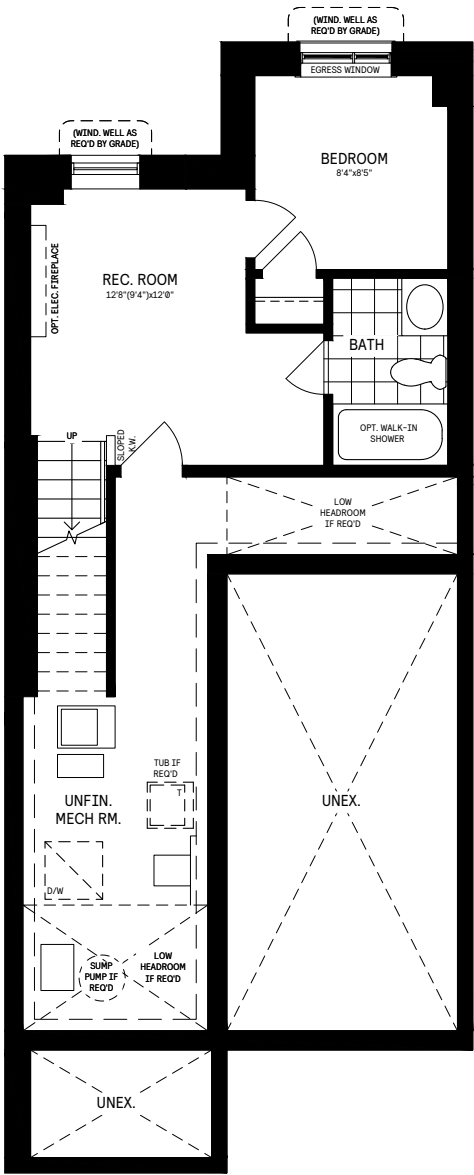 (WIND. WELL AS
REQ'D BY GRADE)
EGRESS WINDOW
(WIND. WELL AS
REQ'D BY GRADE)
BEDROOM
8'4"x8'5"
OPT. ELEC. FIREPLACE
REC. ROOM
12'8"(9'4")x12'0"
BATH
OPT. WALK-IN
SHOWER
UP
SLOPED
K.W.
LOW
HEADROOM
IF REQ'D
TUB IF
REQ'D
T
UNFIN.
MECH RM.
UNEX.
D/W
SUMP
PUMP IF
REQ'D
LOW
HEADROOM
IF REQ'D
UNEX.